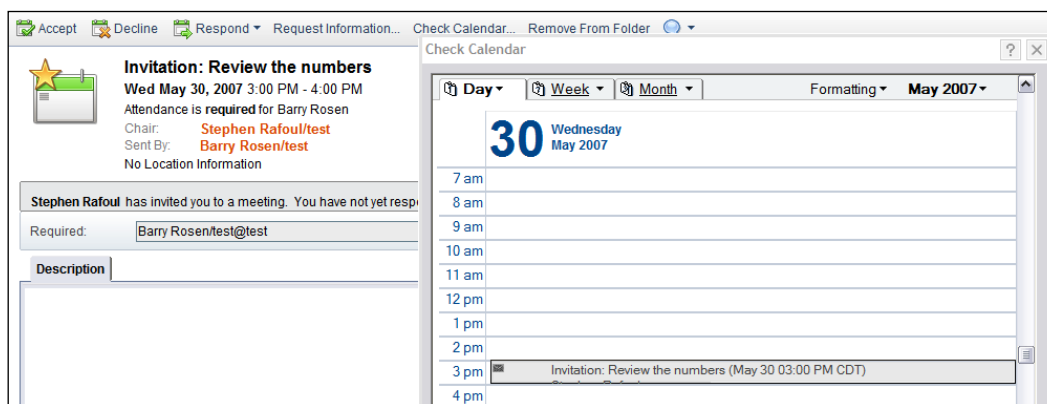 Accept Decline Respond Request Information... Check Calendar... Remove From Folder
Invitation: Review the numbers
Wed May 30, 2007 3:00 PM - 4:00 PM
Attendance is required for Barry Rosen
Chair: Stephen Rafoul/test
Sent By: Barry Rosen/test
No Location Information
Stephen Rafoul has invited you to a meeting. You have not yet resp
Required: Barry Rosen/test@test
Description
Check Calendar ? X
Day Week Month Formatting May 2007
30 Wednesday
May 2007
7 am
8 am
9 am
10 am
11 am
12 pm
1 pm
2 pm
3 pm Invitation: Review the numbers (May 30 03:00 PM CDT)
4 pm